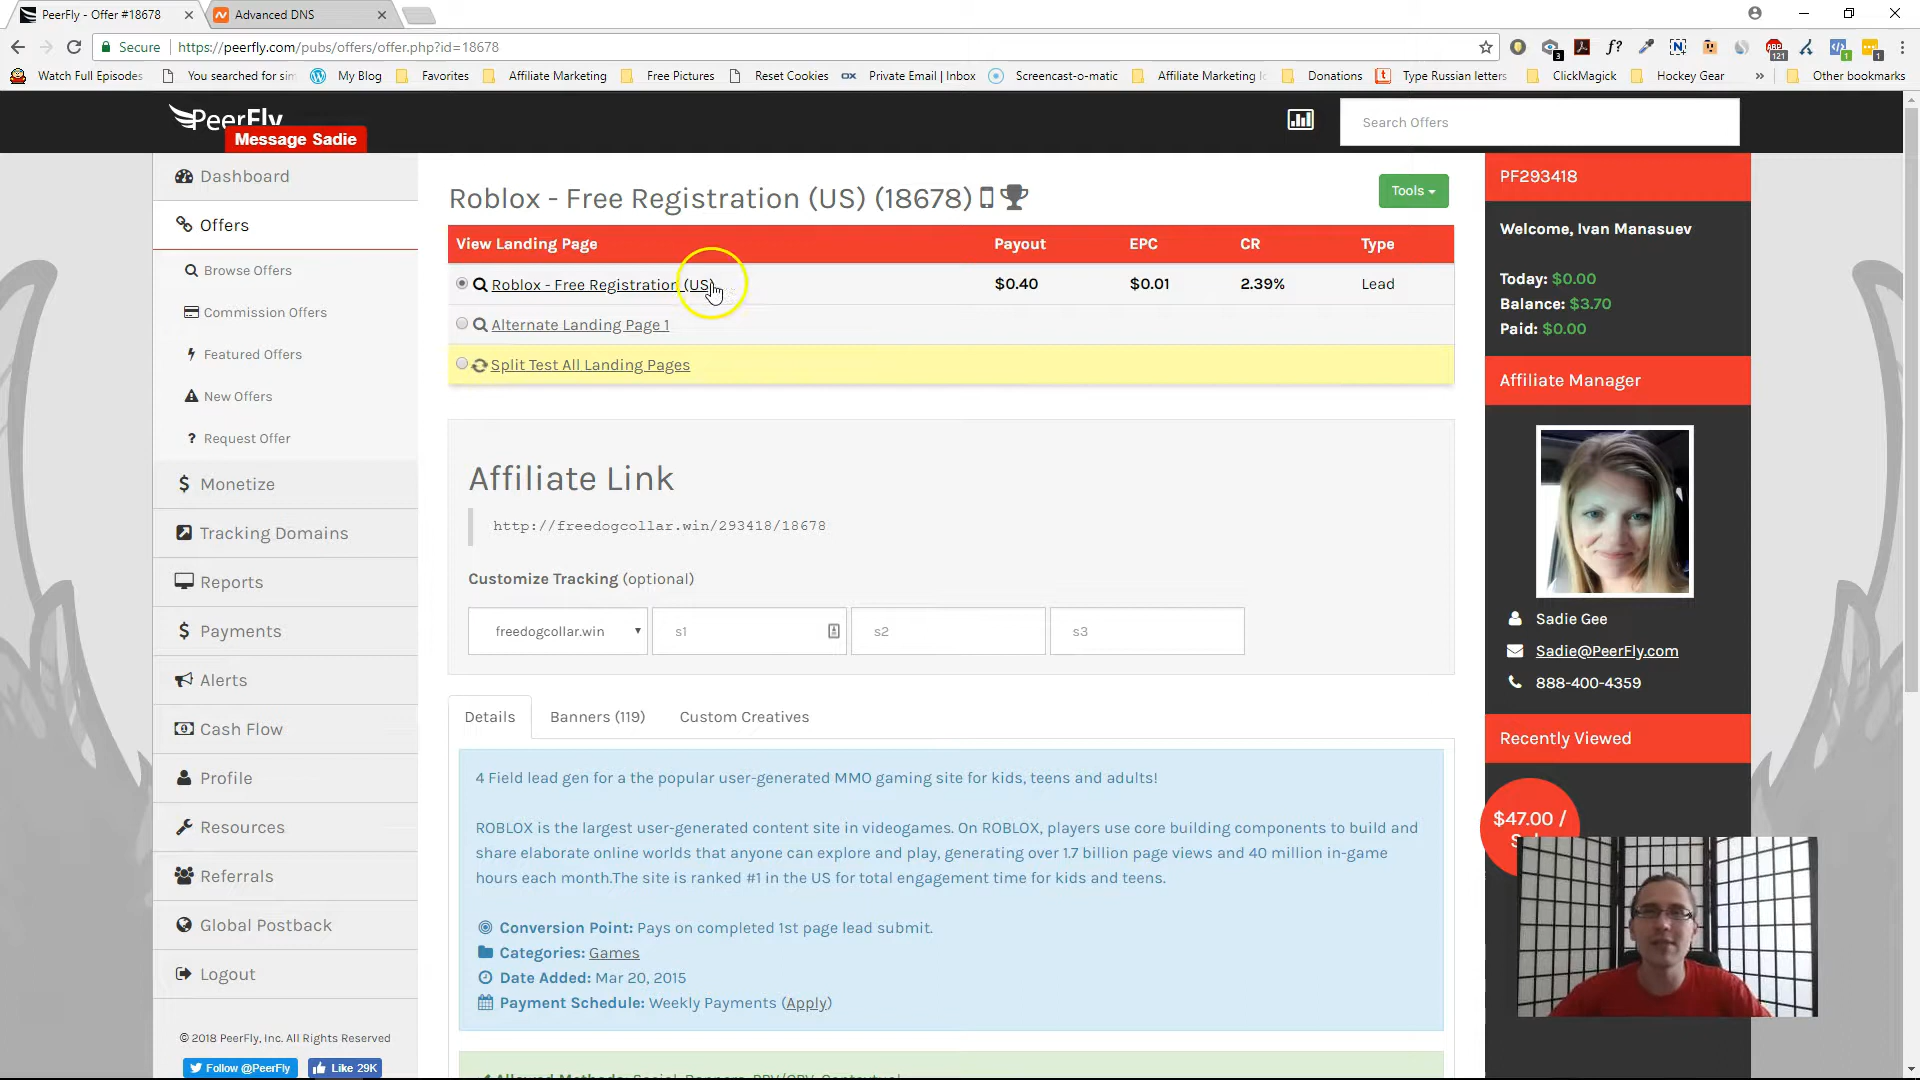 PeerFly - Offer #18678
Advanced DNS
Secure https://peerfly.com/pubs/offers/offer.php?id=18678
Watch Full Episodes You searched for sin My Blog Favorites Affiliate Marketing Free Pictures Reset Cookies Private Email | Inbox Screencast-o-matic Affiliate Marketing Donations Type Russian letters ClickMagick Hockey Gear » Other bookmarks
PeerFly
Message Sadie
Search Offers
Dashboard
Offers
Browse Offers
Commission Offers
Featured Offers
New Offers
Request Offer
Monetize
Tracking Domains
Reports
Payments
Alerts
Cash Flow
Profile
Resources
Referrals
Global Postback
Logout
© 2018 PeerFly, Inc. All Rights Reserved
Follow @PeerFly Like 29K
Roblox - Free Registration (US) (18678)
Tools
View Landing Page Payout EPC CR Type
Roblox - Free Registration (US) $0.40 $0.01 2.39% Lead
Alternate Landing Page 1
Split Test All Landing Pages
Affiliate Link
http://freedogcollar.win/293418/18678
Customize Tracking (optional)
freedogcollar.win s1 s2 s3
Details Banners (119) Custom Creatives
4 Field lead gen for a the popular user-generated MMO gaming site for kids, teens and adults!
ROBLOX is the largest user-generated content site in videogames. On ROBLOX, players use core building components to build and
share elaborate online worlds that anyone can explore and play, generating over 1.7 billion page views and 40 million in-game
hours each month.The site is ranked #1 in the US for total engagement time for kids and teens.
Conversion Point: Pays on completed 1st page lead submit.
Categories: Games
Date Added: Mar 20, 2015
Payment Schedule: Weekly Payments (Apply)
PF293418
Welcome, Ivan Manasuev
Today: $0.00
Balance: $3.70
Paid: $0.00
Affiliate Manager
Sadie Gee
Sadie@PeerFly.com
888-400-4359
Recently Viewed
$47.00 /